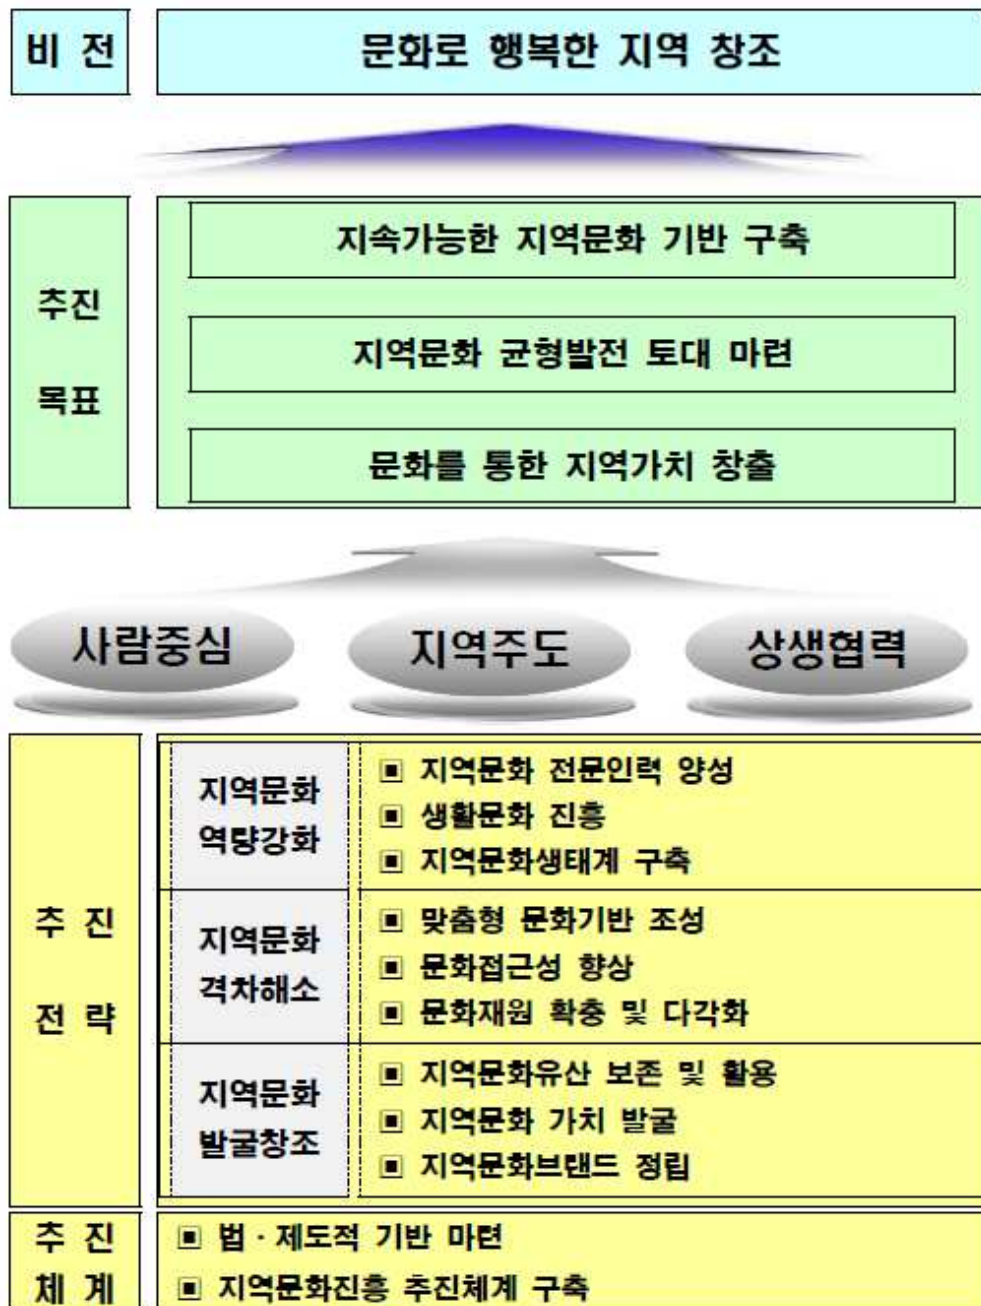 비 전
문화로 행복한 지역 창조
추진
목표
지속가능한 지역문화 기반 구축
지역문화 균형발전 토대 마련
문화를 통한 지역가치 창출
사람중심
지역주도
상생협력
추 진
전 략
지역문화
역량강화
▣ 지역문화 전문인력 양성
▣ 생활문화 진흥
▣ 지역문화생태계 구축
지역문화
격차해소
▣ 맞춤형 문화기반 조성
▣ 문화접근성 향상
▣ 문화재원 확충 및 다각화
지역문화
발굴창조
▣ 지역문화유산 보존 및 활용
▣ 지역문화 가치 발굴
▣ 지역문화브랜드 정립
추 진
체 계
▣ 법ㆍ제도적 기반 마련
▣ 지역문화진흥 추진체계 구축